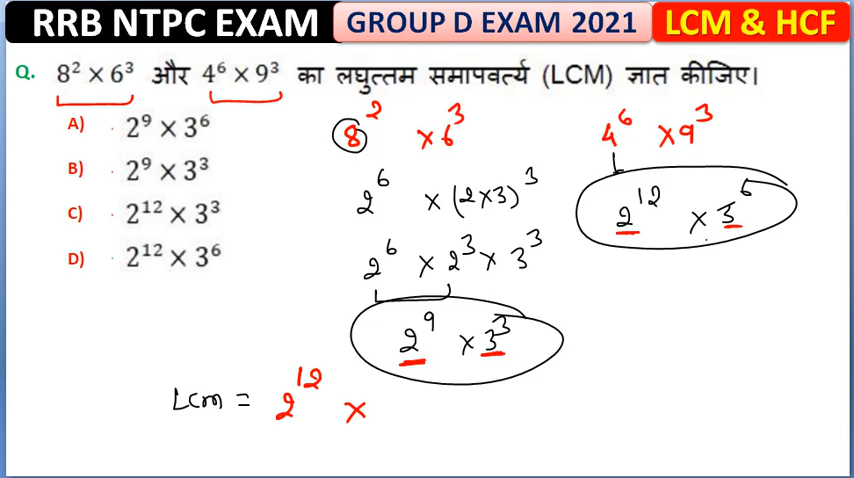 RRB NTPC EXAM GROUP D EXAM 2021 LCM & HCF
Q. 8² × 6³ और 4⁶ × 9³ का लघुत्तम समापवर्त्य (LCM) ज्ञात कीजिए।
A) 2⁹ × 3⁶
B) 2⁹ × 3³
C) 2¹² × 3³
D) 2¹² × 3⁶
8² × 6³
2⁶ × (2×3)³
2⁶ × 2³ × 3³
2⁹ × 3³
4⁶ × 9³
2¹² × 3⁶
Lcm = 2¹² ×